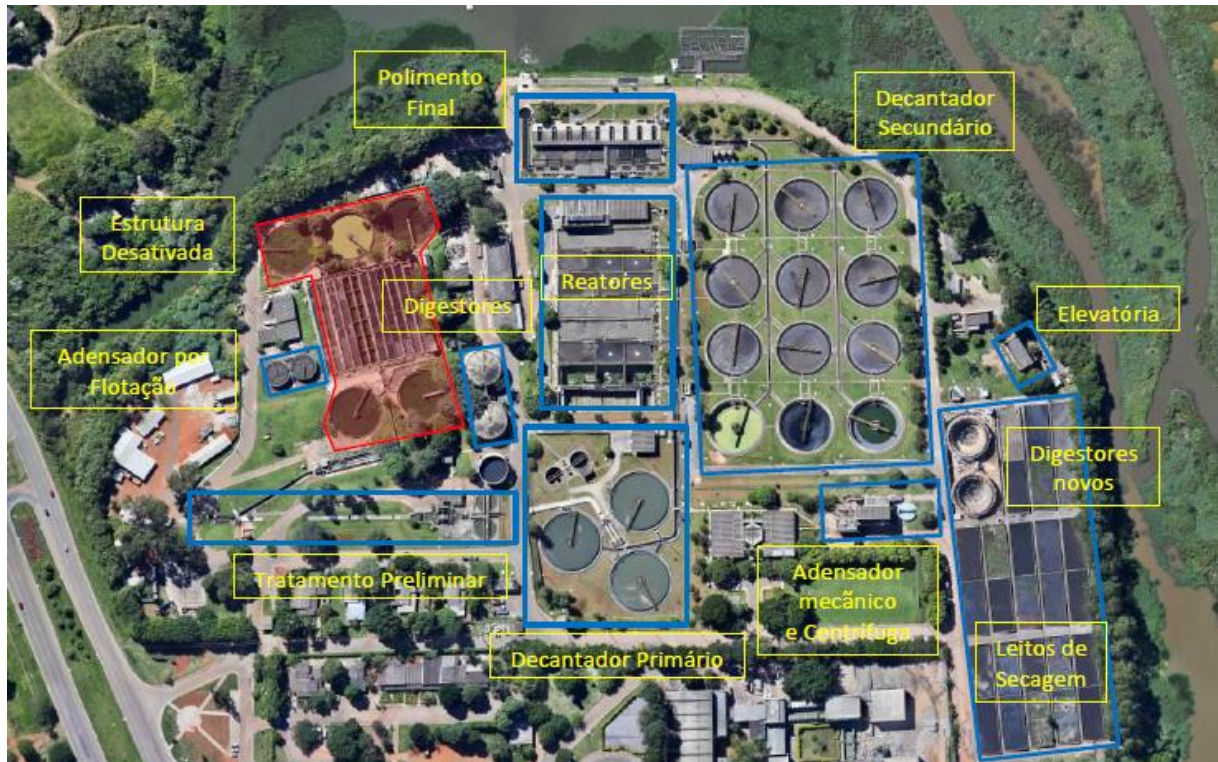 Polimento
Final
Decantador
Secundário
Estrutura
Desativada
Digestores
Reatores
Elevatória
Adensador por
Flotação
Digestores
novos
Tratamento Preliminar
Adensador
mecãnico
e Centrífuga
Decantador Primário
Leitos de
Secagem